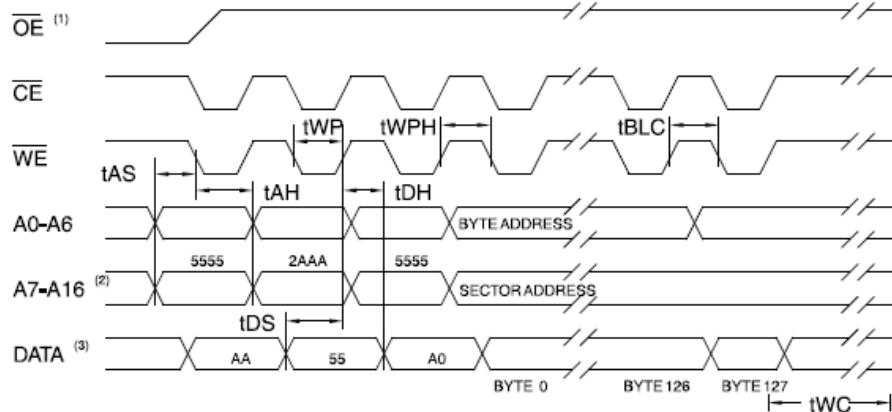 OE (1)
CE
tWP tWPH tBLC
WE
tAS tAH tDH
A0-A6 BYTE ADDRESS
5555 2AAA 5555
A7-A16 (2) SECTOR ADDRESS
tDS
DATA (3) AA 55 A0
BYTE 0 BYTE 126 BYTE 127
tWC